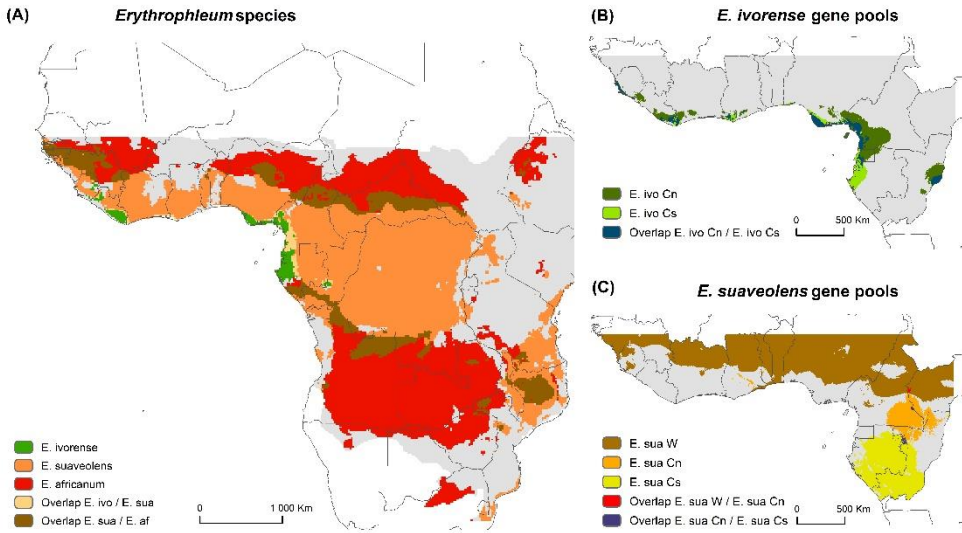 (A) Erythrophleum species
E. ivorense
E. suaveolens
E. africanum
Overlap E. ivo / E. sua
Overlap E. sua / E. af
0 1000 Km
(B) E. ivorense gene pools
E. ivo Cn
E. ivo Cs
Overlap E. ivo Cn / E. ivo Cs
0 500 Km
(C) E. suaveolens gene pools
E. sua W
E. sua Cn
E. sua Cs
Overlap E. sua W / E. sua Cn
Overlap E. sua Cn / E. sua Cs
0 500 Km